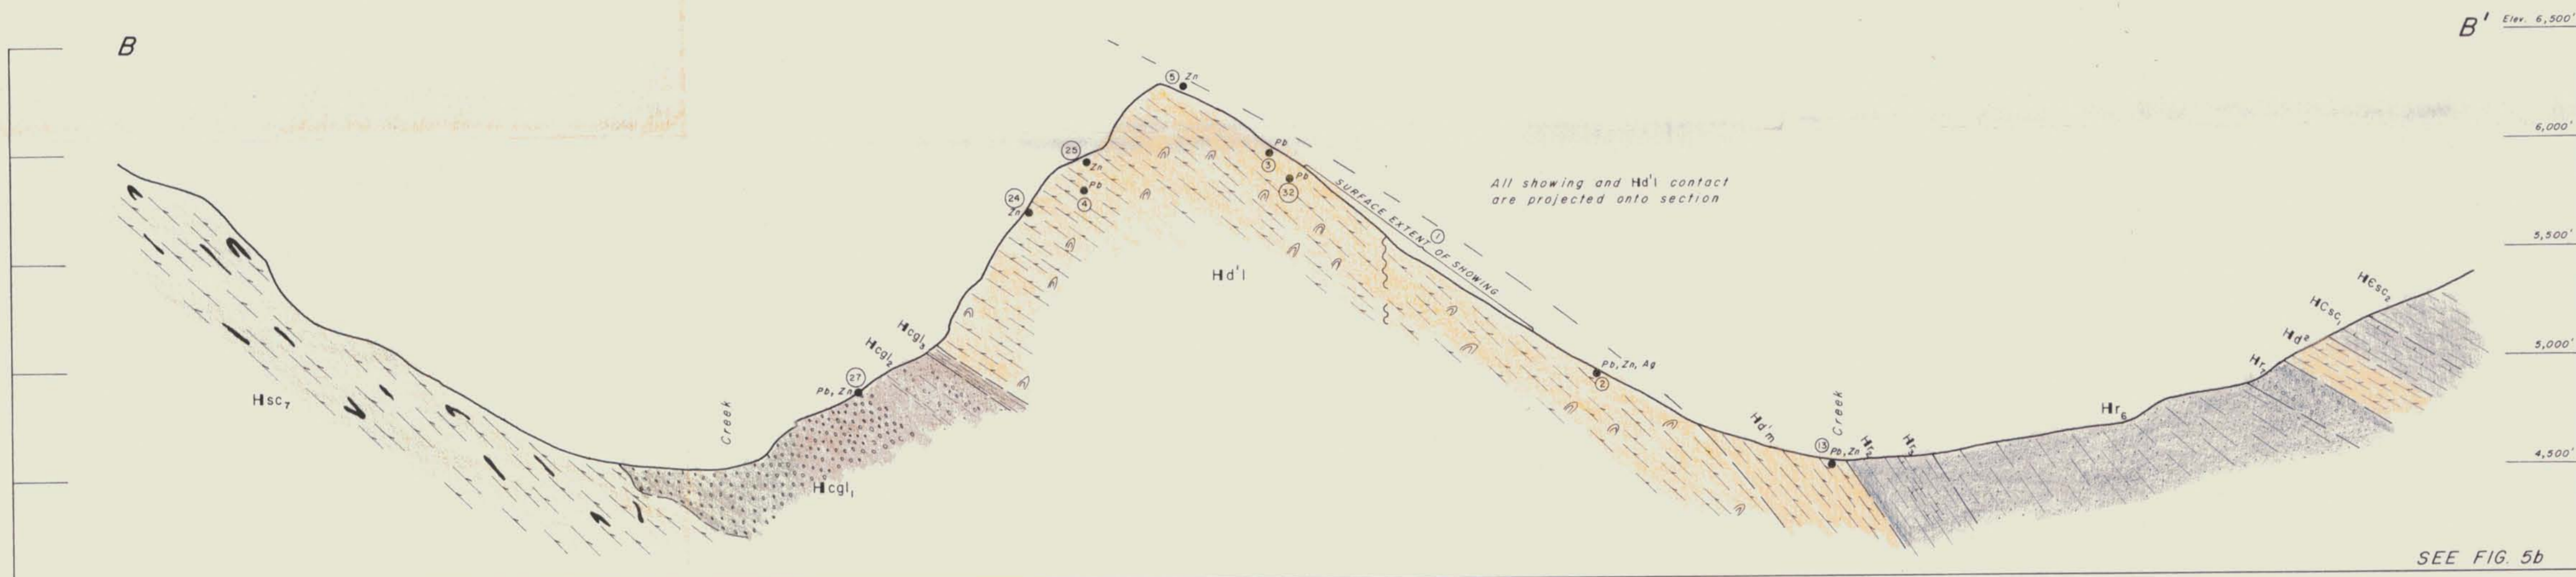 B
B'
Elev. 6,500'
6,000'
5,500'
5,000'
4,500'
5 Zn
25
Zn
Pb
4
24
Zn
Pb
3
Pb
32
SURFACE EXTENT OF SHOWING
1
All showing and Hd'l contact
are projected onto section
Hd'l
Hcgl3
Hcgl2
27
Pb, Zn
Creek
Hcgl1
Hsc7
Pb, Zn, Ag
2
Hd'm
Creek
13 Pb, Zn
Hr6
Hr7
Hd²
HЄsc1
HЄsc2
SEE FIG. 5b